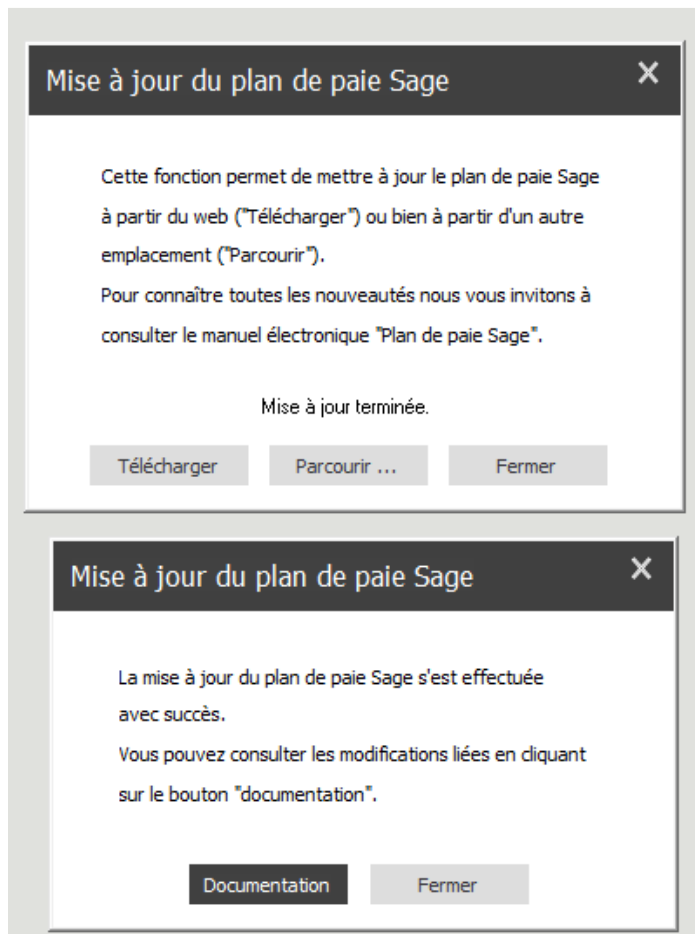 Mise à jour du plan de paie Sage
Cette fonction permet de mettre à jour le plan de paie Sage
à partir du web ("Télécharger") ou bien à partir d'un autre
emplacement ("Parcourir").
Pour connaître toutes les nouveautés nous vous invitons à
consulter le manuel électronique "Plan de paie Sage".
Mise à jour terminée.
Télécharger Parcourir ... Fermer
Mise à jour du plan de paie Sage
La mise à jour du plan de paie Sage s'est effectuée
avec succès.
Vous pouvez consulter les modifications liées en cliquant
sur le bouton "documentation".
Documentation Fermer